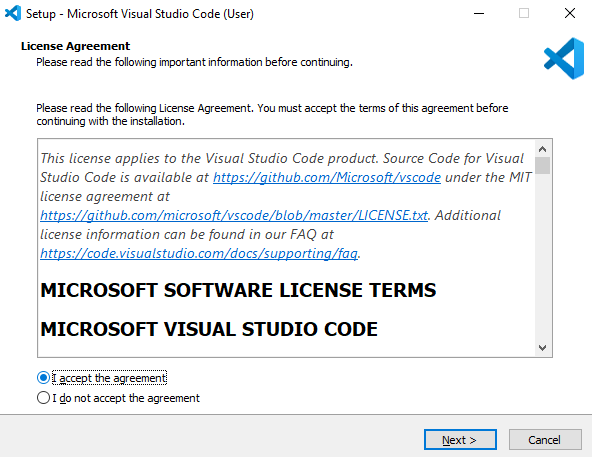 Setup - Microsoft Visual Studio Code (User)
License Agreement
Please read the following important information before continuing.
Please read the following License Agreement. You must accept the terms of this agreement before
continuing with the installation.
This license applies to the Visual Studio Code product. Source Code for Visual
Studio Code is available at https://github.com/Microsoft/vscode under the MIT
license agreement at
https://github.com/microsoft/vscode/blob/master/LICENSE.txt. Additional
license information can be found in our FAQ at
https://code.visualstudio.com/docs/supporting/faq.
MICROSOFT SOFTWARE LICENSE TERMS
MICROSOFT VISUAL STUDIO CODE
I accept the agreement
I do not accept the agreement
Next >
Cancel